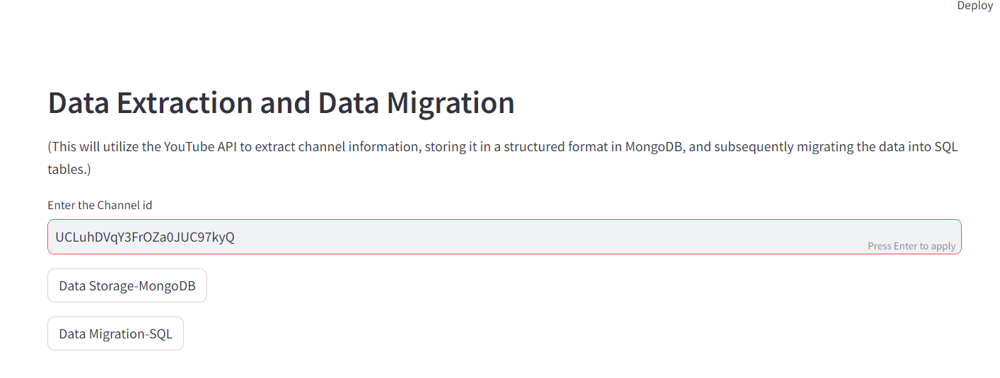 Deploy
Data Extraction and Data Migration
(This will utilize the YouTube API to extract channel information, storing it in a structured format in MongoDB, and subsequently migrating the data into SQL
tables.)
Enter the Channel id
UCLuhDVqY3FrOZa0JUC97kyQ
Press Enter to apply
Data Storage-MongoDB
Data Migration-SQL